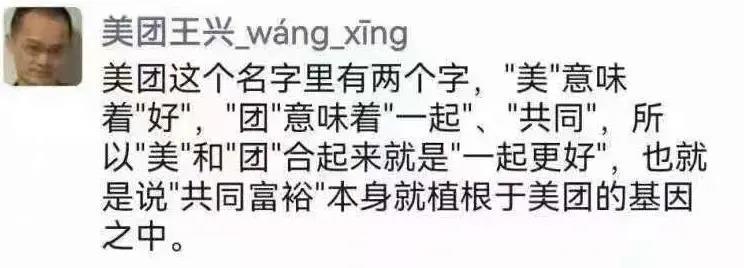 美团王兴_wáng_xīng
美团这个名字里有两个字，"美"意味
着"好"，"团"意味着"一起"、"共同"，所
以"美"和"团"合起来就是"一起更好"，也就
是说"共同富裕"本身就植根于美团的基因
之中。